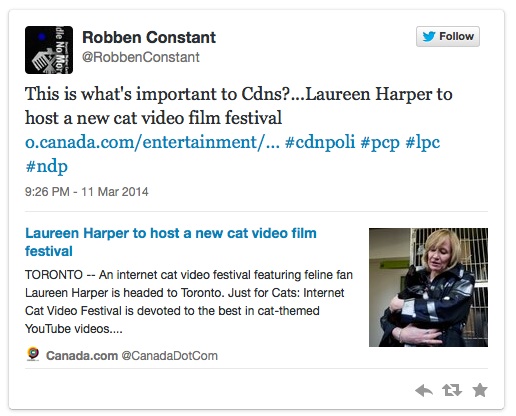 Robben Constant
@RobbenConstant
Follow
This is what's important to Cdns?...Laureen Harper to
host a new cat video film festival
o.canada.com/entertainment/... #cdnpoli #pcp #lpc
#ndp
9:26 PM - 11 Mar 2014
Laureen Harper to host a new cat video film
festival
TORONTO -- An internet cat video festival featuring feline fan
Laureen Harper is headed to Toronto. Just for Cats: Internet
Cat Video Festival is devoted to the best in cat-themed
YouTube videos....
Canada.com @CanadaDotCom